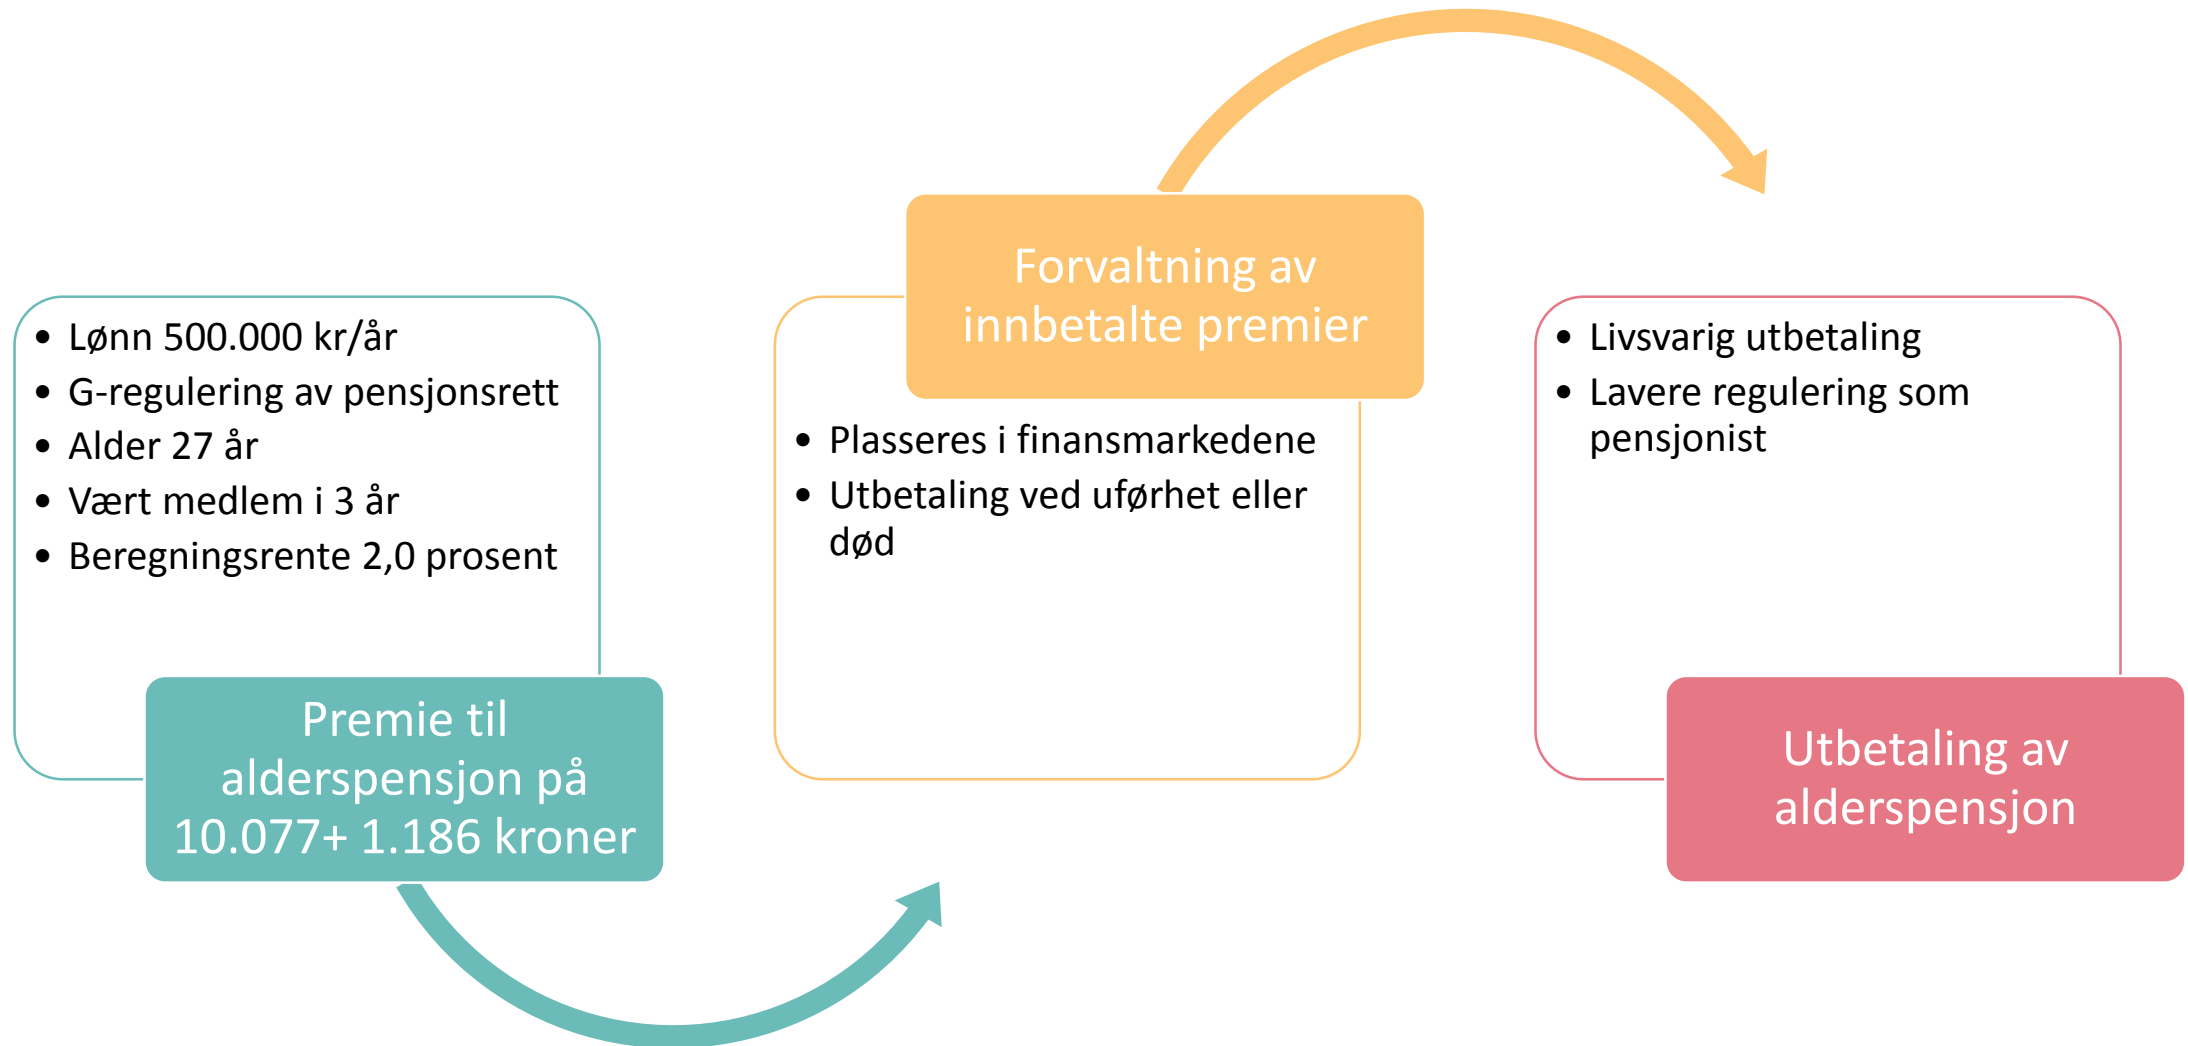 • Lønn 500.000 kr/år
• G-regulering av pensjonsrett
• Alder 27 år
• Vært medlem i 3 år
• Beregningsrente 2,0 prosent
Premie til
alderspensjon på
10.077+ 1.186 kroner
Forvaltning av
innbetalte premier
• Plasseres i finansmarkedene
• Utbetaling ved uførhet eller
død
• Livsvarig utbetaling
• Lavere regulering som
pensjonist
Utbetaling av
alderspensjon